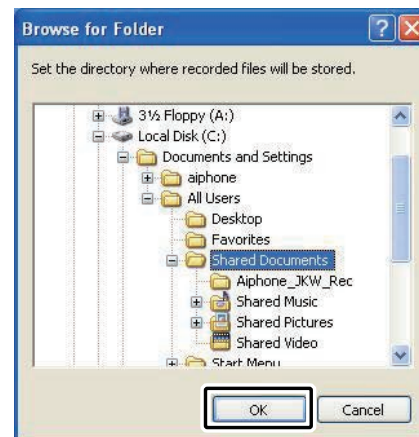 Browse for Folder
Set the directory where recorded files will be stored.
3½ Floppy (A:)
Local Disk (C:)
Documents and Settings
aiphone
All Users
Desktop
Favorites
Shared Documents
Aiphone_JKW_Rec
Shared Music
Shared Pictures
Shared Video
Start Menu
OK Cancel